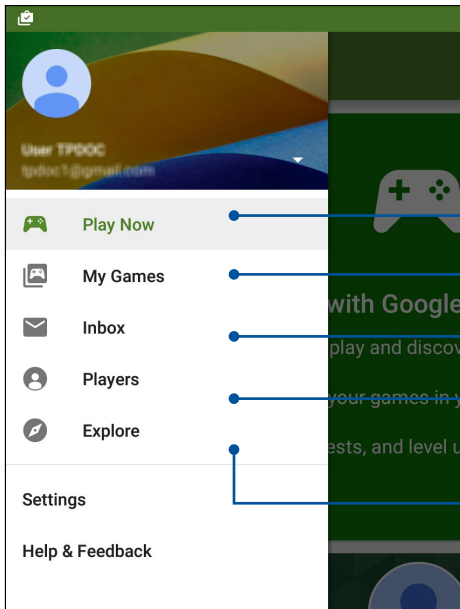 User TPDOC
tpdoc1@gmail.com
Play Now
My Games
Inbox
Players
Explore
Settings
Help & Feedback
with Google
play and discov
your games in y
ests, and level u